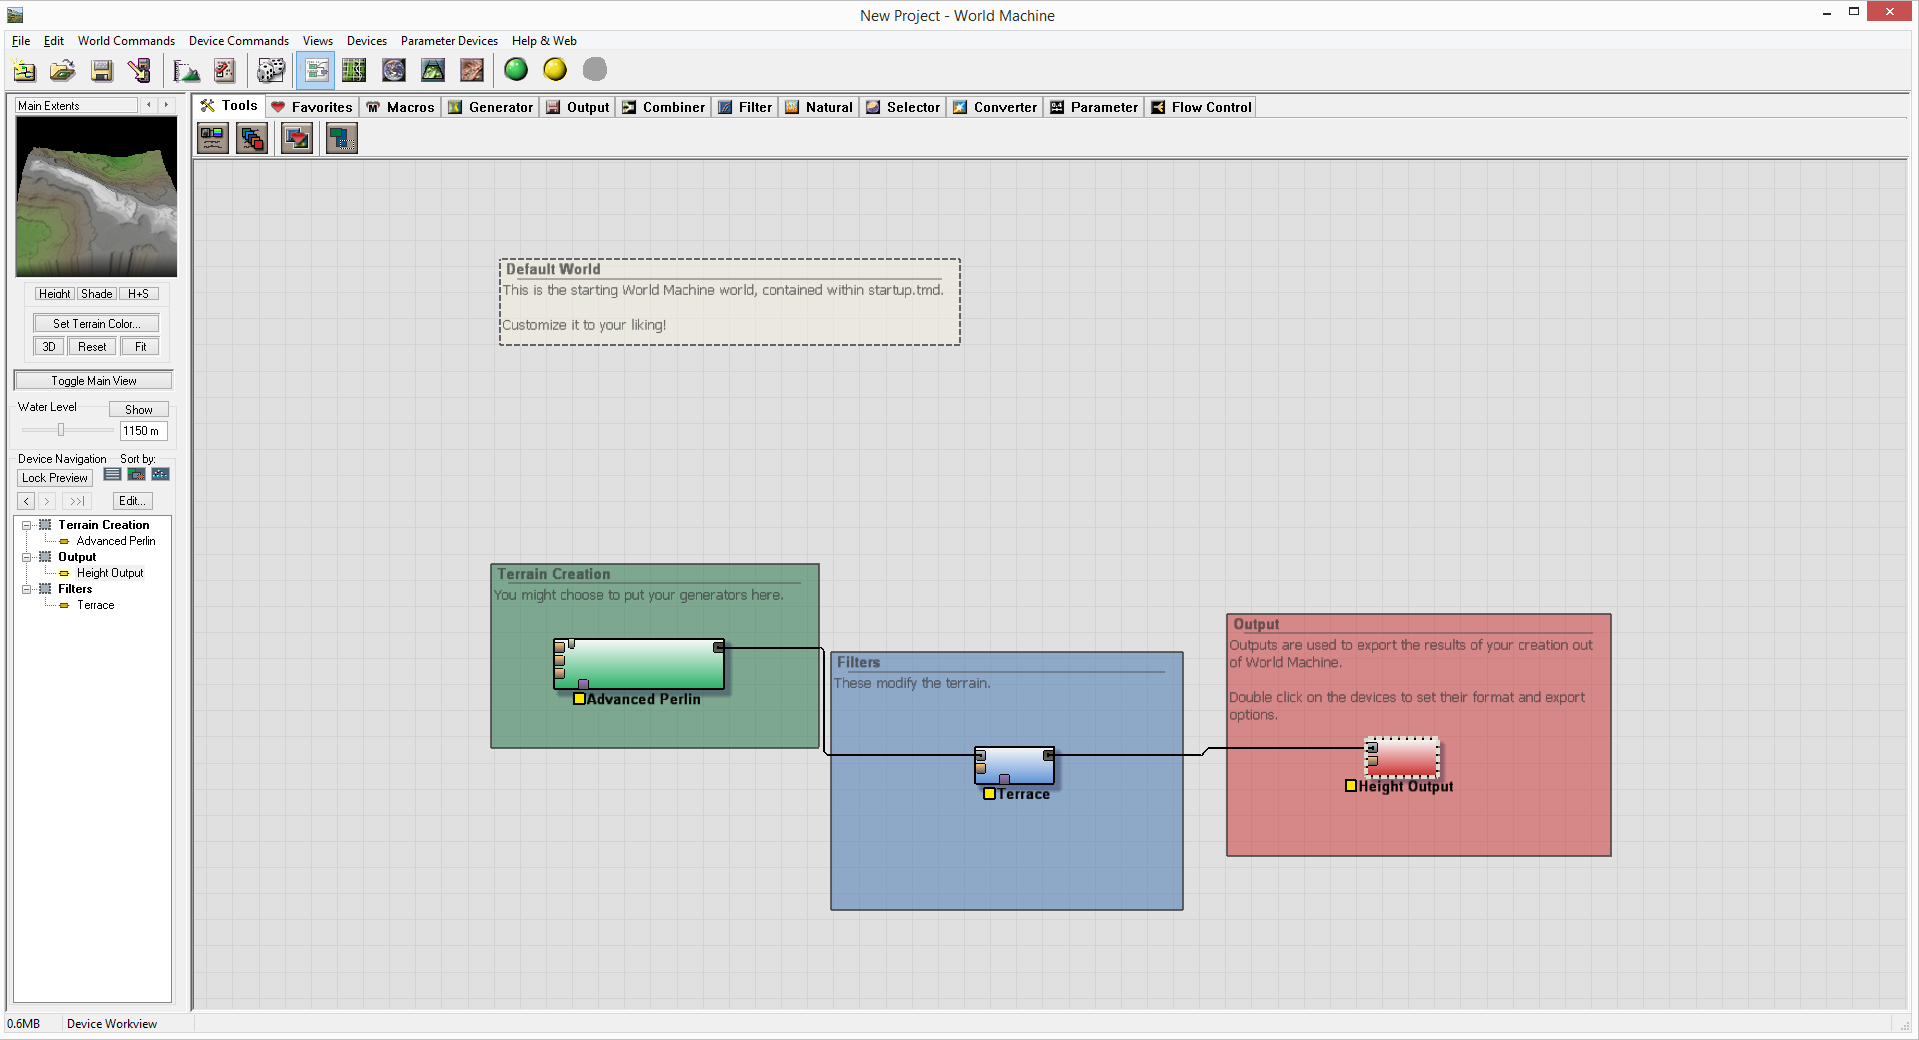 New Project - World Machine
File Edit World Commands Device Commands Views Devices Parameter Devices Help & Web
Main Extents
Tools Favorites Macros Generator Output Combiner Filter Natural Selector Converter Parameter Flow Control
Height Shade H+S
Set Terrain Color...
3D Reset Fit
Toggle Main View
Water Level Show
1150 m
Device Navigation Sort by:
Lock Preview
< > >>| Edit...
Terrain Creation
Advanced Perlin
Output
Height Output
Filters
Terrace
Default World
This is the starting World Machine world, contained within startup.tmd.
Customize it to your liking!
Terrain Creation
You might choose to put your generators here.
Advanced Perlin
Filters
These modify the terrain.
Terrace
Output
Outputs are used to export the results of your creation out
of World Machine.
Double click on the devices to set their format and export
options.
Height Output
0.6MB Device Workview